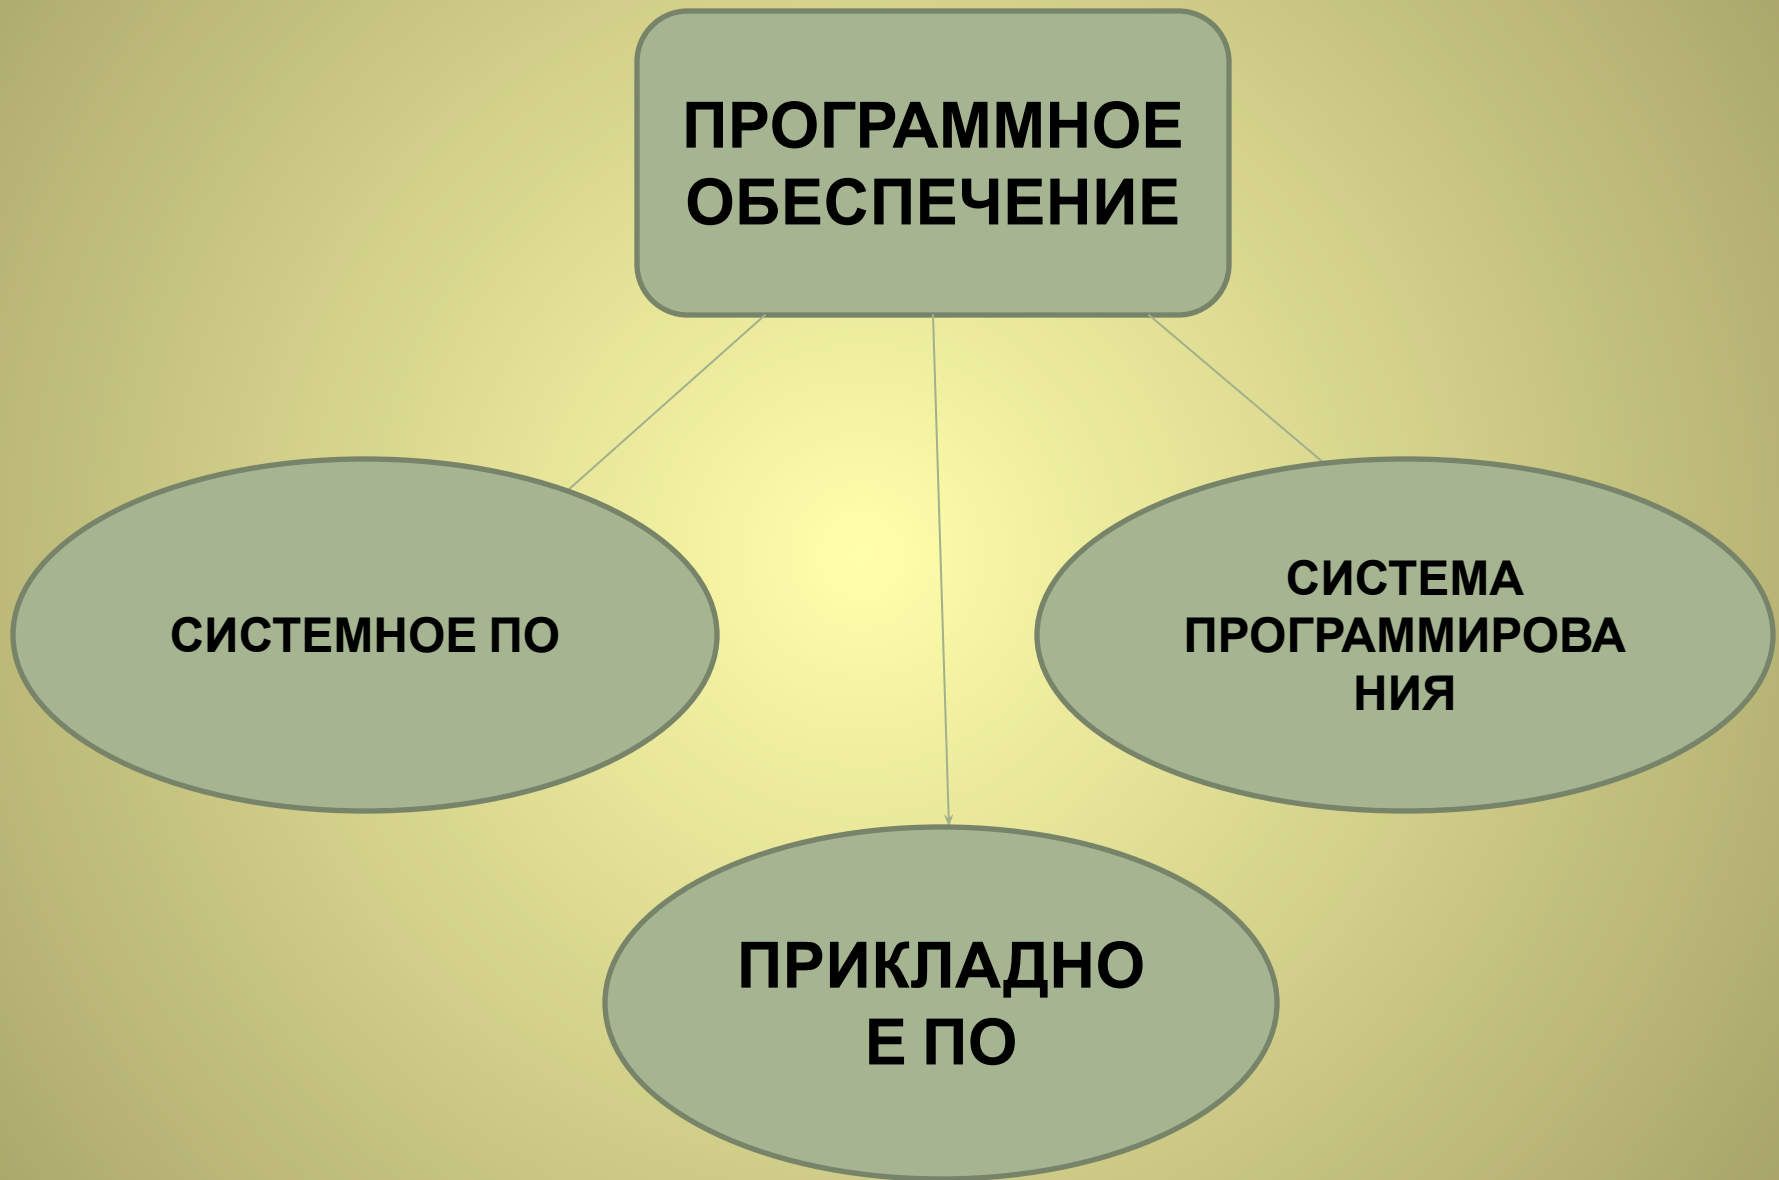 ПРОГРАММНОЕ
ОБЕСПЕЧЕНИЕ
СИСТЕМНОЕ ПО
СИСТЕМА
ПРОГРАММИРОВА
НИЯ
ПРИКЛАДНО
Е ПО